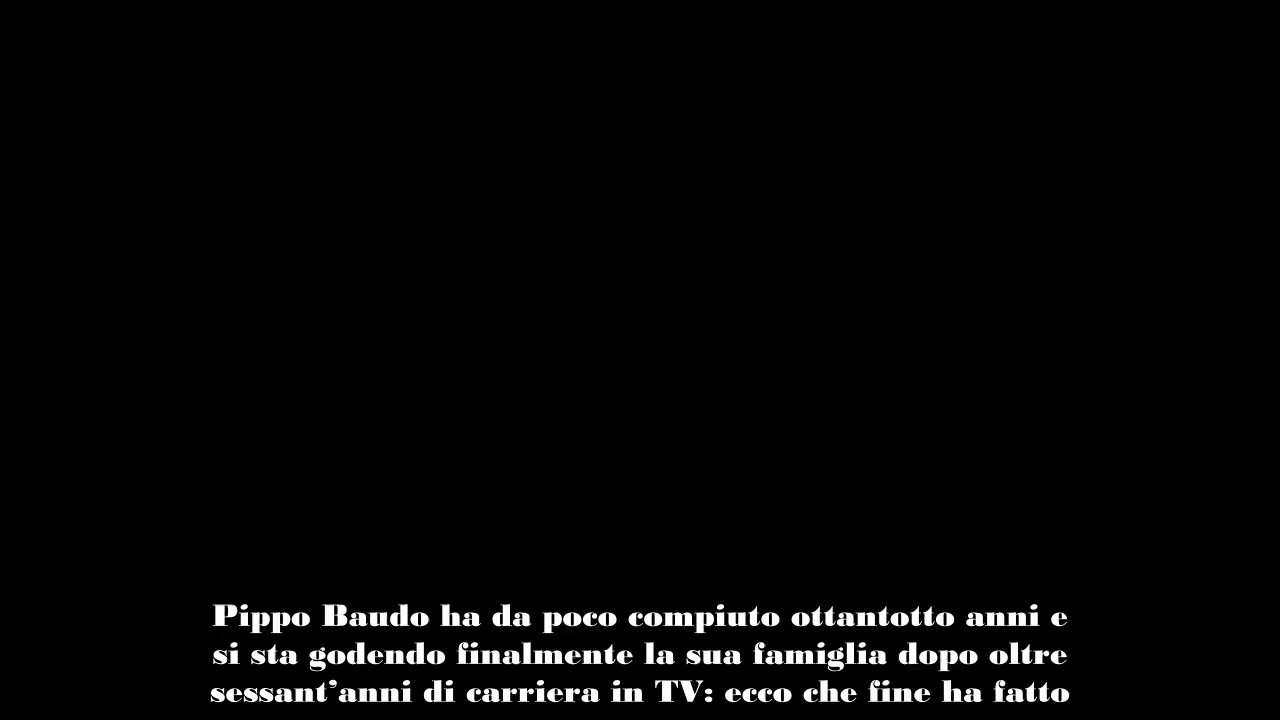 Pippo Baudo ha da poco compiuto ottantotto anni e
si sta godendo finalmente la sua famiglia dopo oltre
sessant’anni di carriera in TV: ecco che fine ha fatto